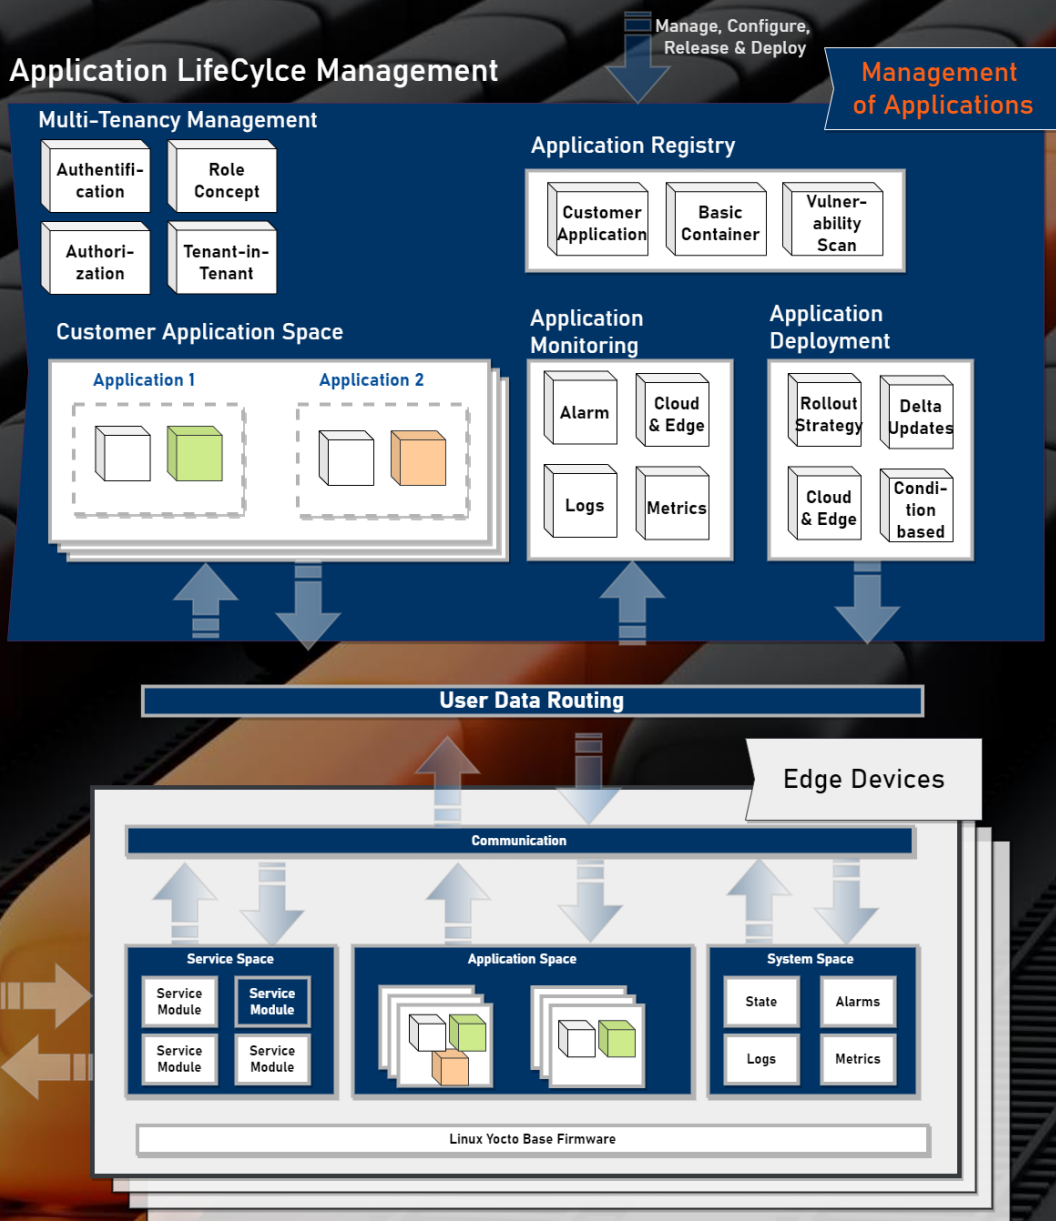 Manage, Configure,
Release & Deploy
Application LifeCylce Management
Management
of Applications
Multi-Tenancy Management
Authentifi-
cation
Role
Concept
Authori-
zation
Tenant-in-
Tenant
Application Registry
Customer
Application
Basic
Container
Vulner-
ability
Scan
Customer Application Space
Application 1
Application 2
Application
Monitoring
Alarm
Cloud
& Edge
Logs
Metrics
Application
Deployment
Rollout
Strategy
Delta
Updates
Cloud
& Edge
Condi-
tion
based
User Data Routing
Edge Devices
Communication
Service Space
Service
Module
Service
Module
Service
Module
Service
Module
Application Space
System Space
State
Alarms
Logs
Metrics
Linux Yocto Base Firmware